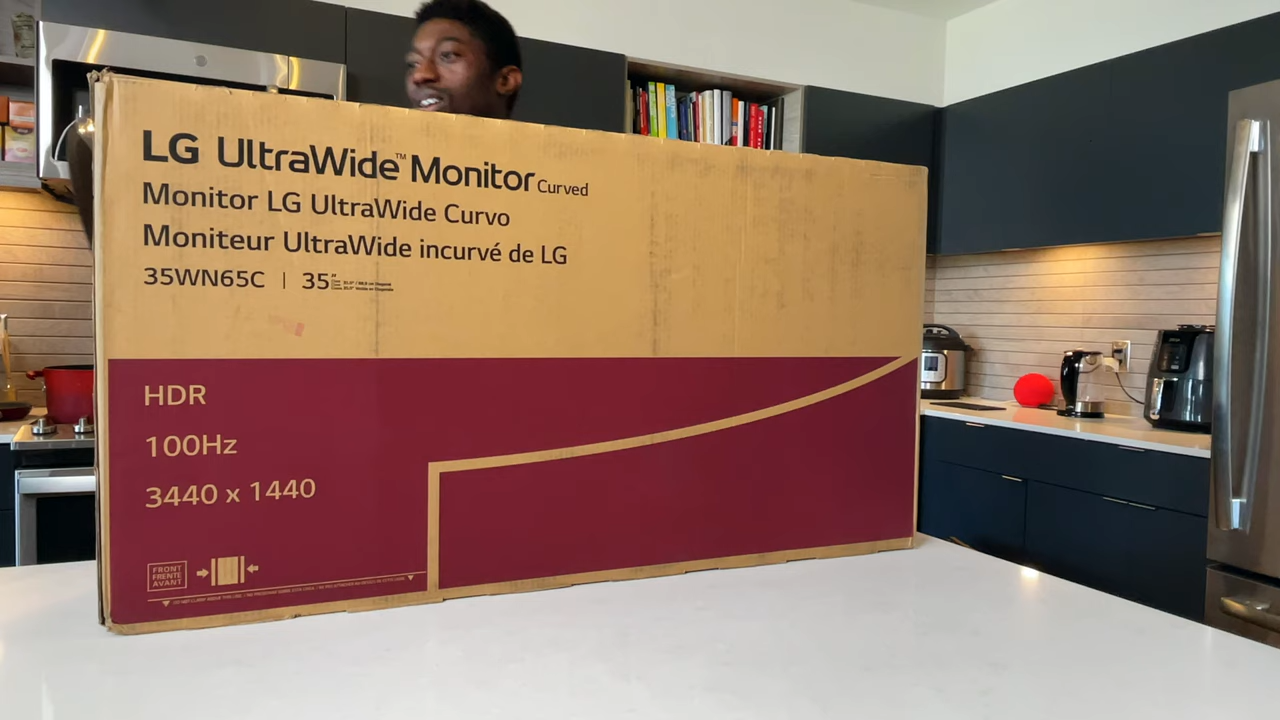 LG UltraWide™ Monitor Curved
Monitor LG UltraWide Curvo
Moniteur UltraWide incurvé de LG
35WN65C | 35"
HDR
100Hz
3440 x 1440
FRONT
FRENTE
AVANT